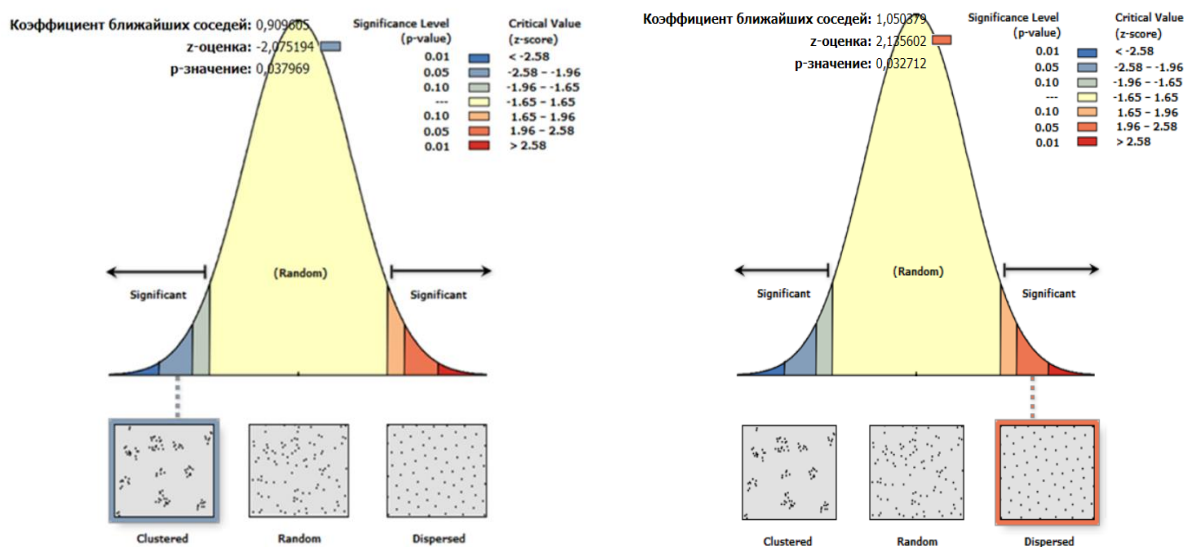 Коэффициент ближайших соседей: 0,909605
z-оценка: -2,075194
p-значение: 0,037969
Significance Level (p-value)
Critical Value (z-score)
0.01 < -2.58
0.05 -2.58 – -1.96
0.10 -1.96 – -1.65
--- -1.65 – 1.65
0.10 1.65 – 1.96
0.05 1.96 – 2.58
0.01 > 2.58
(Random)
Significant
Significant
Clustered
Random
Dispersed
Коэффициент ближайших соседей: 1,050379
z-оценка: 2,135602
p-значение: 0,032712
Significance Level (p-value)
Critical Value (z-score)
0.01 < -2.58
0.05 -2.58 – -1.96
0.10 -1.96 – -1.65
--- -1.65 – 1.65
0.10 1.65 – 1.96
0.05 1.96 – 2.58
0.01 > 2.58
(Random)
Significant
Significant
Clustered
Random
Dispersed